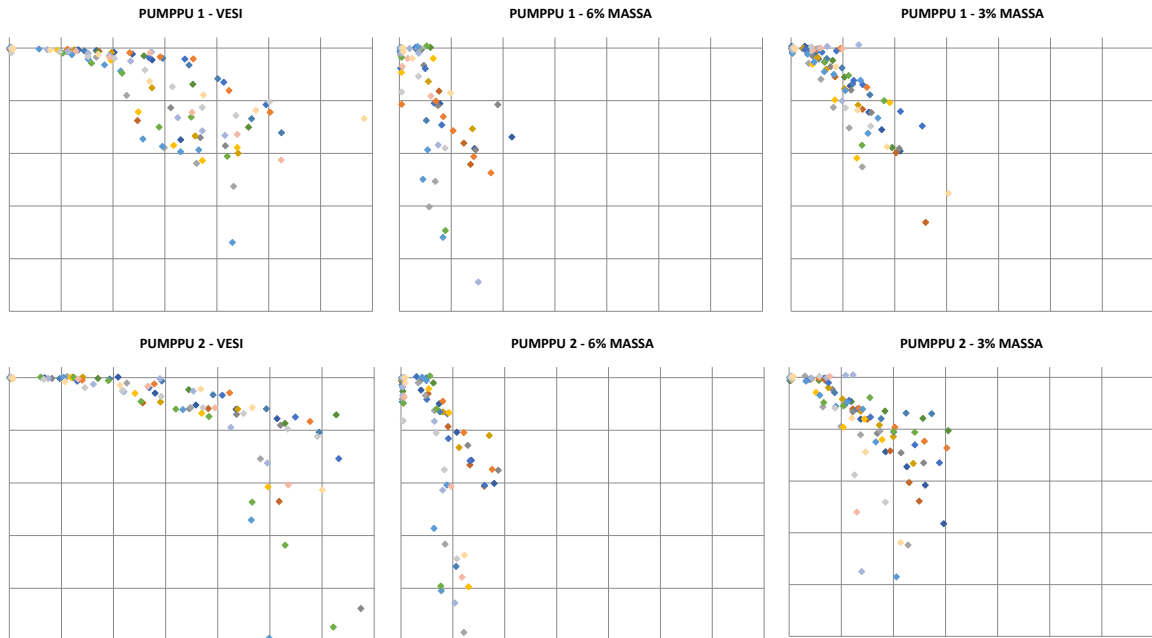 PUMPPU 1 - VESI
PUMPPU 1 - 6% MASSA
PUMPPU 1 - 3% MASSA
PUMPPU 2 - VESI
PUMPPU 2 - 6% MASSA
PUMPPU 2 - 3% MASSA